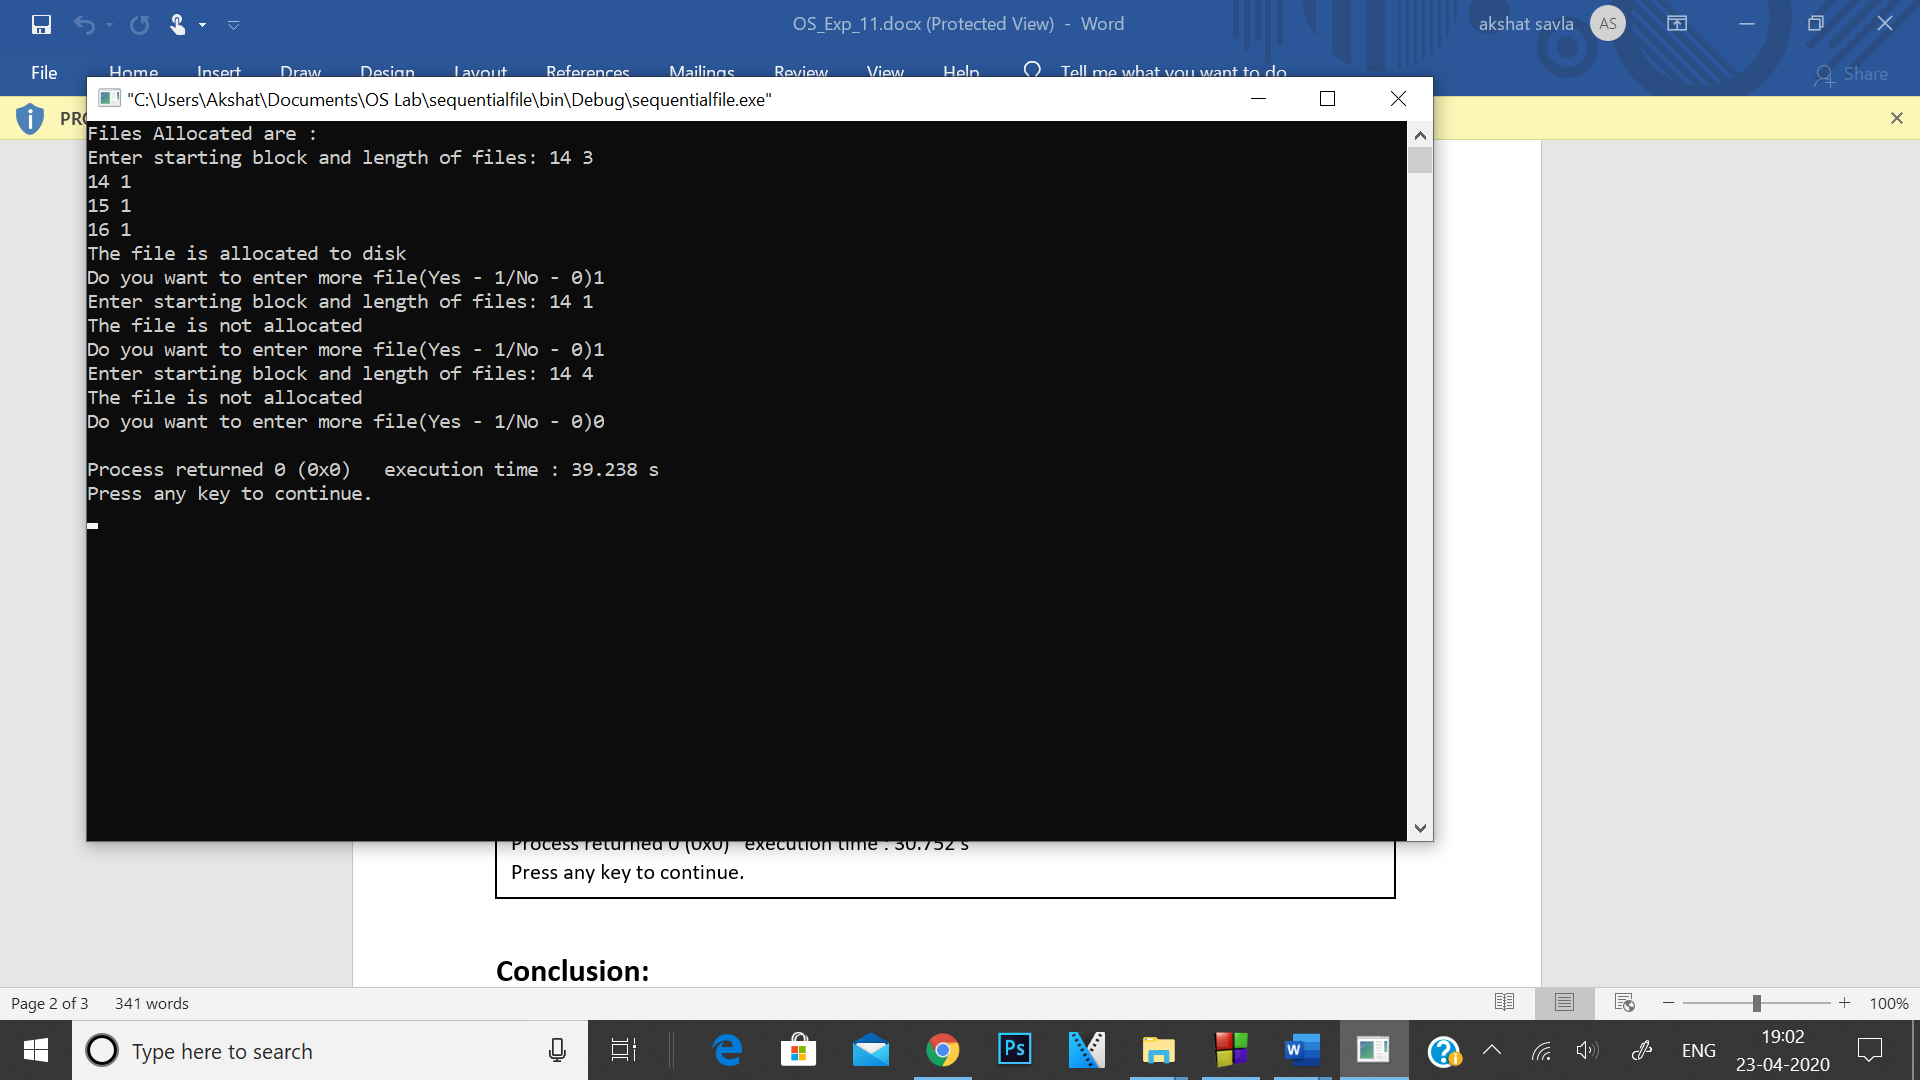 OS_Exp_11.docx (Protected View) - Word
akshat savla
AS
File Home Insert Draw Design Layout References Mailings Review View Help Tell me what you want to do
Share
"C:\Users\Akshat\Documents\OS Lab\sequentialfile\bin\Debug\sequentialfile.exe"
Files Allocated are :
Enter starting block and length of files: 14 3
14 1
15 1
16 1
The file is allocated to disk
Do you want to enter more file(Yes - 1/No - 0)1
Enter starting block and length of files: 14 1
The file is not allocated
Do you want to enter more file(Yes - 1/No - 0)1
Enter starting block and length of files: 14 4
The file is not allocated
Do you want to enter more file(Yes - 1/No - 0)0
Process returned 0 (0x0)   execution time : 39.238 s
Press any key to continue.
Process returned 0 (0x0)   execution time : 30.752 s
Press any key to continue.
Conclusion:
Page 2 of 3 341 words
100%
Type here to search
Ps
W
ENG
19:02
23-04-2020